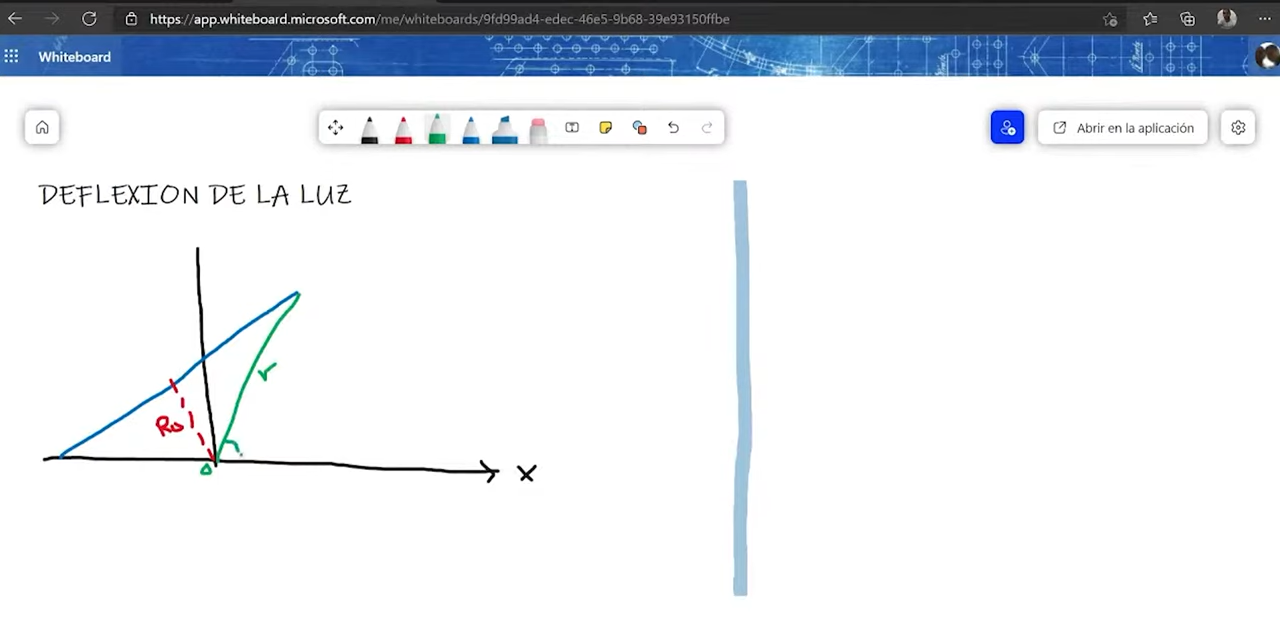 https://app.whiteboard.microsoft.com/me/whiteboards/9fd99ad4-edec-46e5-9b68-39e93150ffbe
Whiteboard
Abrir en la aplicación
DEFLEXION DE LA LUZ
r
Ro
X